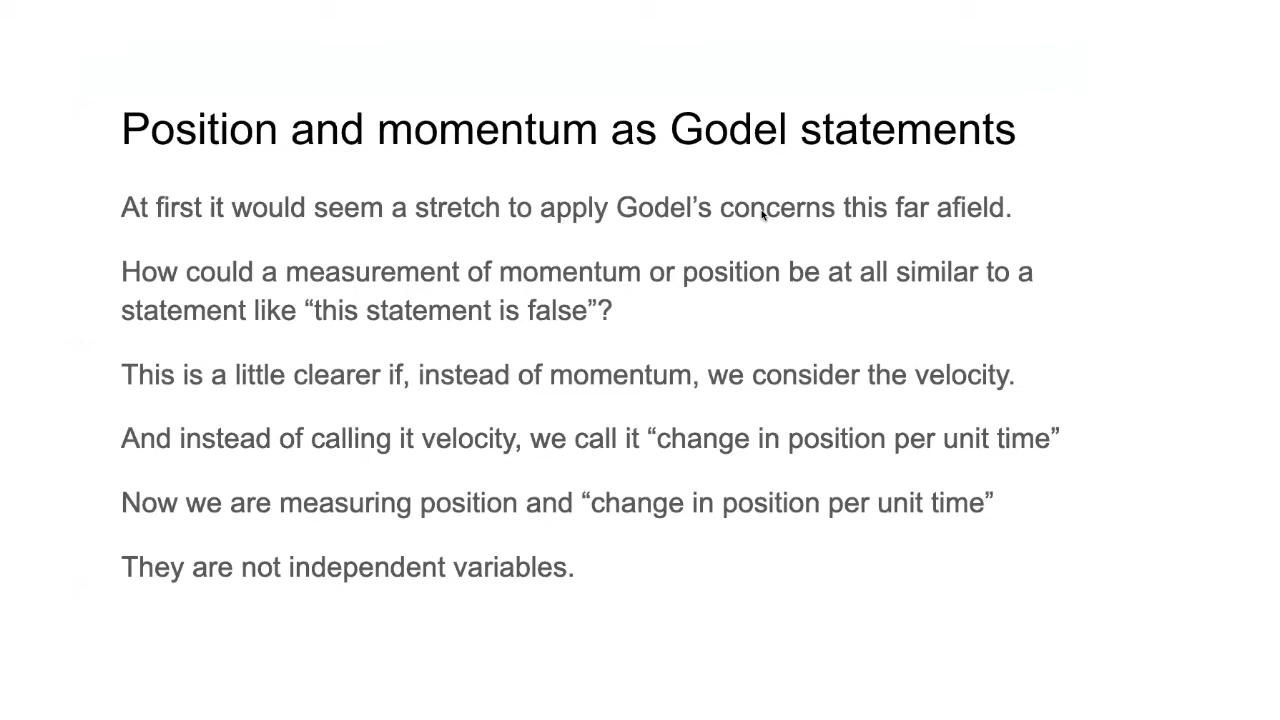 Position and momentum as Godel statements
At first it would seem a stretch to apply Godel’s concerns this far afield.
How could a measurement of momentum or position be at all similar to a
statement like “this statement is false”?
This is a little clearer if, instead of momentum, we consider the velocity.
And instead of calling it velocity, we call it “change in position per unit time”
Now we are measuring position and “change in position per unit time”
They are not independent variables.